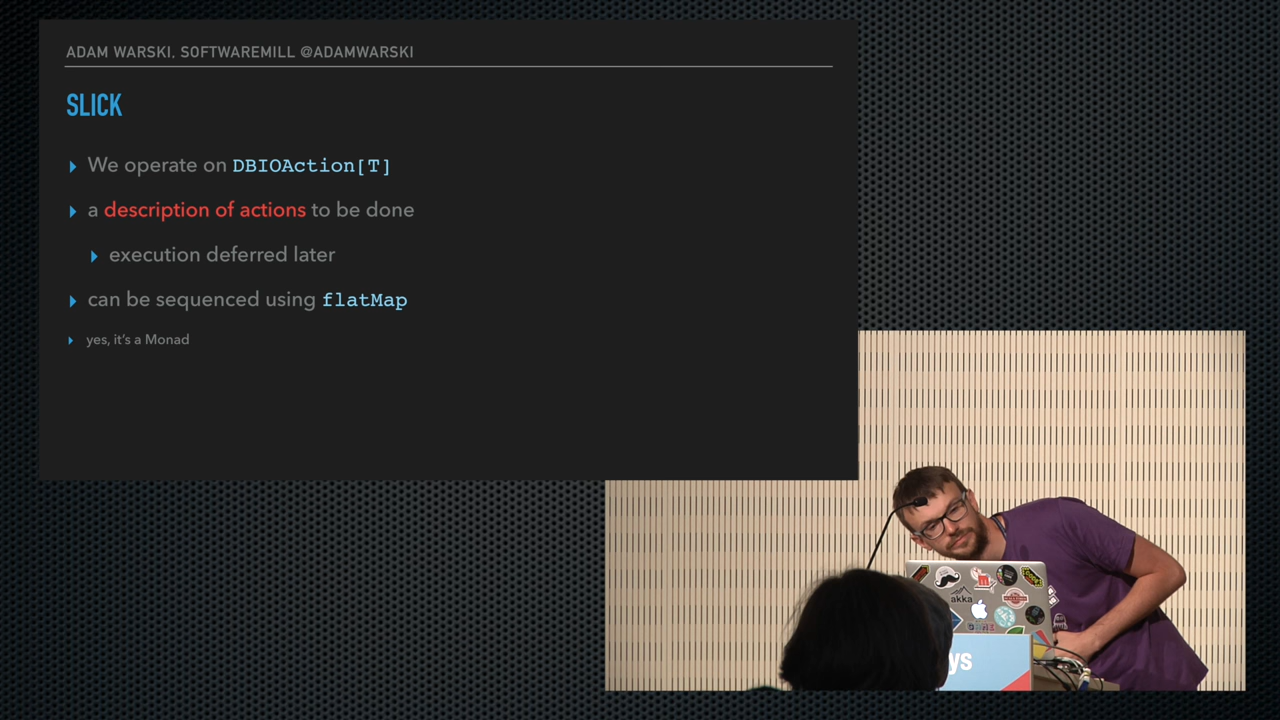 ADAM WARSKI, SOFTWAREMILL @ADAMWARSKI
SLICK
We operate on DBIOAction[T]
a description of actions to be done
execution deferred later
can be sequenced using flatMap
yes, it's a Monad
akka
ys